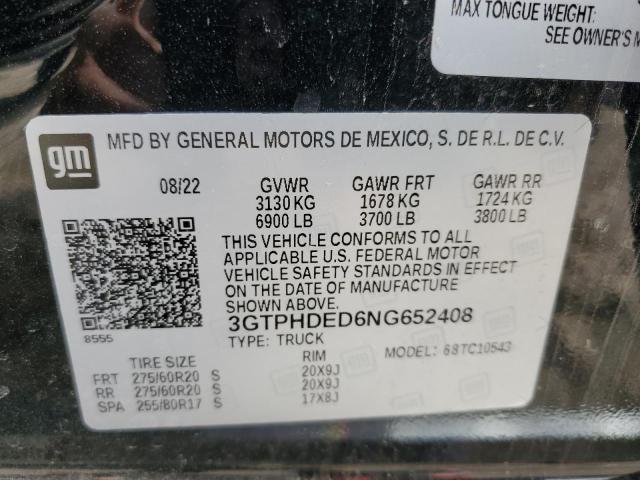 MAX TONGUE WEIGHT:
SEE OWNER'S M
gm
MFD BY GENERAL MOTORS DE MEXICO, S. DE R.L. DE C.V.
08/22 GVWR GAWR FRT GAWR RR
3130 KG 1678 KG 1724 KG
6900 LB 3700 LB 3800 LB
THIS VEHICLE CONFORMS TO ALL
APPLICABLE U.S. FEDERAL MOTOR
VEHICLE SAFETY STANDARDS IN EFFECT
ON THE DATE OF MANUFACTURE
SHOWN ABOVE.
8555
3GTPHDED6NG652408
TYPE: TRUCK MODEL: 6STC10543
TIRE SIZE RIM
FRT 275/60R20 S 20X9J
RR 275/60R20 S 20X9J
SPA 255/80R17 S 17X8J